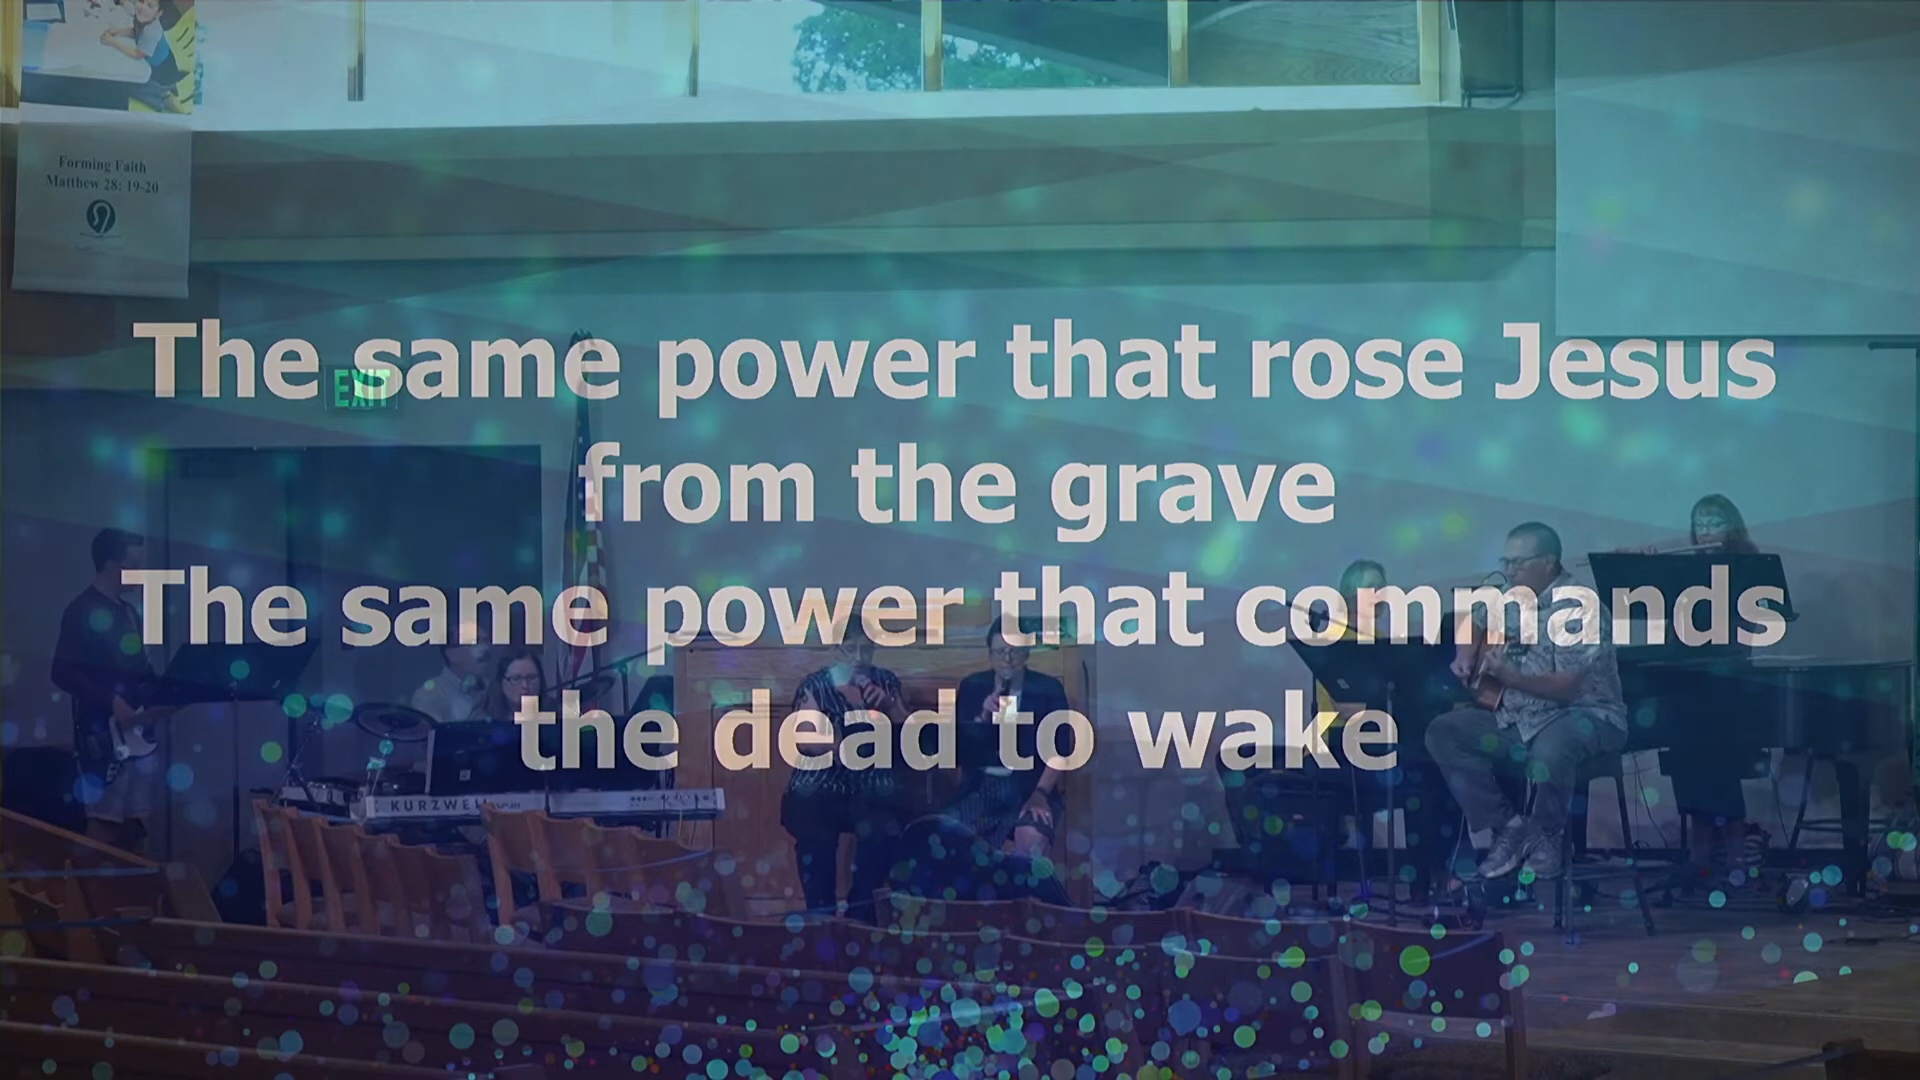 Forming Faith
Matthew 28: 19-20
The same power that rose Jesus
EXIT
from the grave
The same power that commands
the dead to wake
KURZWEIL